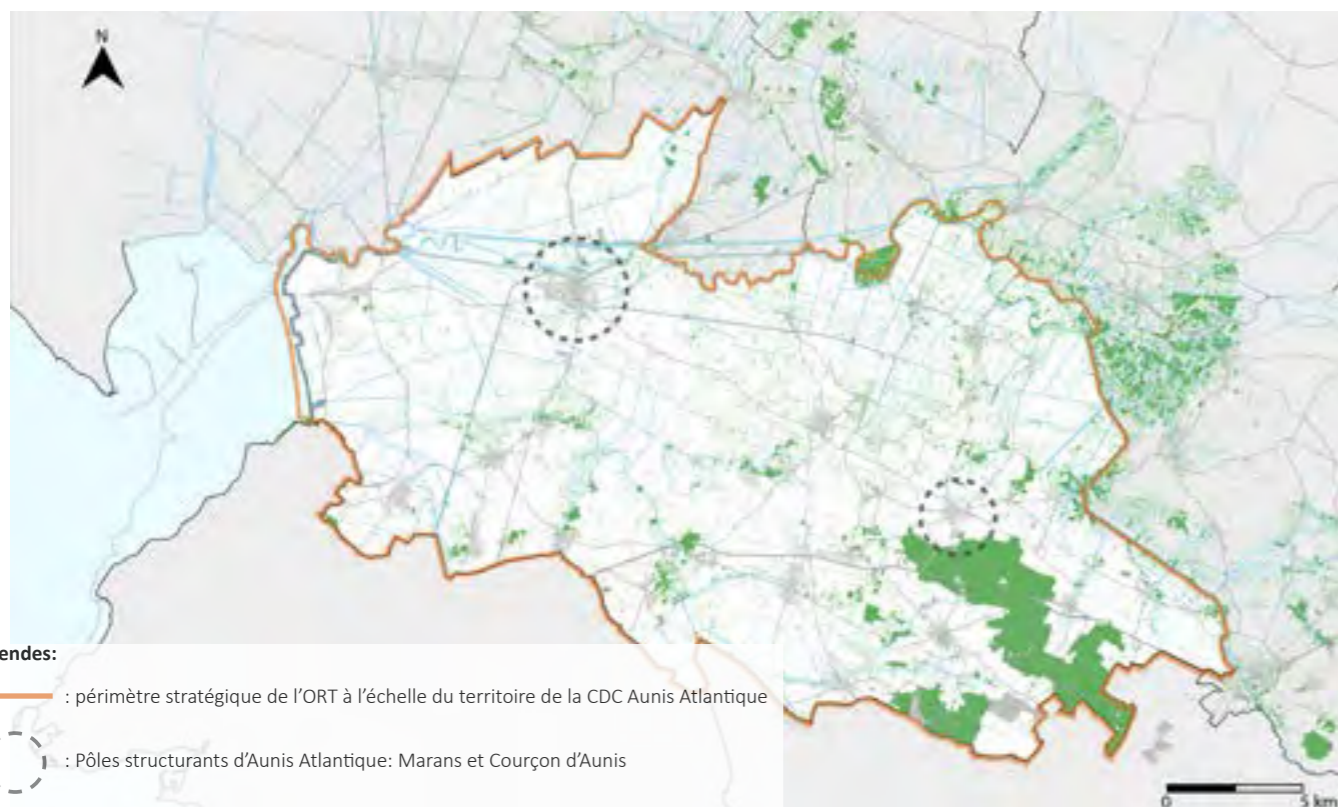 N
endes:
: périmètre stratégique de l'ORT à l'échelle du territoire de la CDC Aunis Atlantique
: Pôles structurants d'Aunis Atlantique: Marans et Courçon d'Aunis
0 5 km